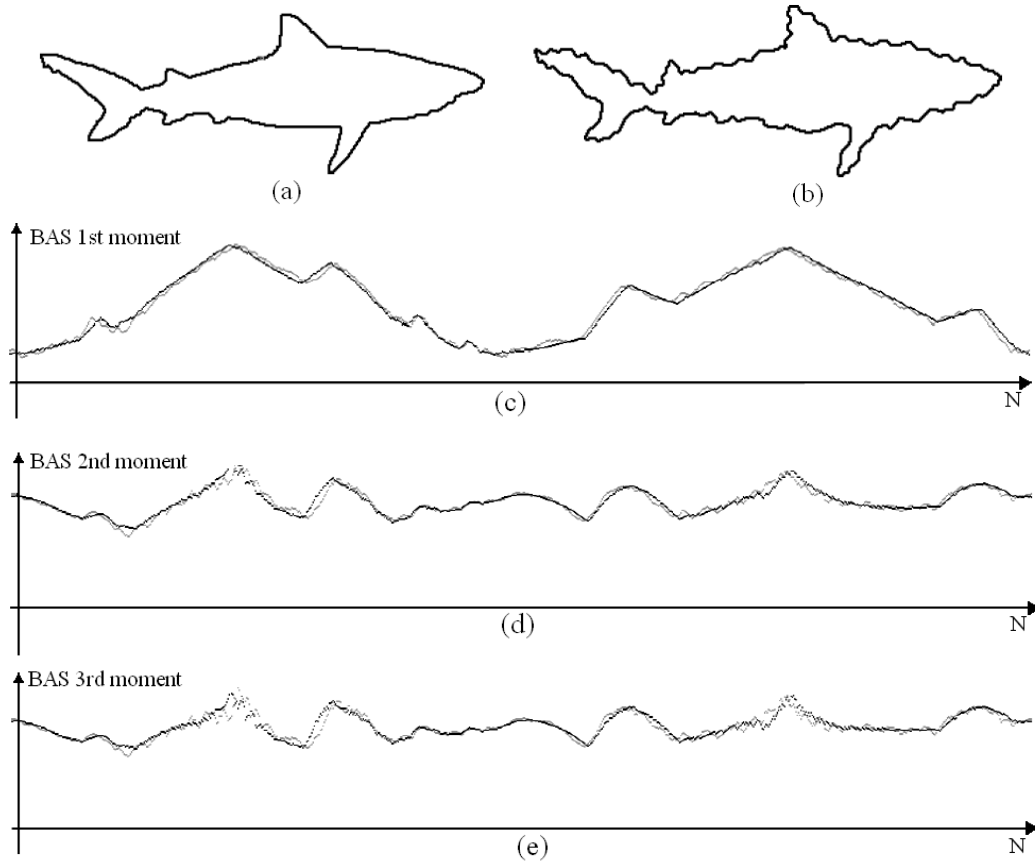 (a)
(b)
BAS 1st moment
N
(c)
BAS 2nd moment
N
(d)
BAS 3rd moment
N
(e)